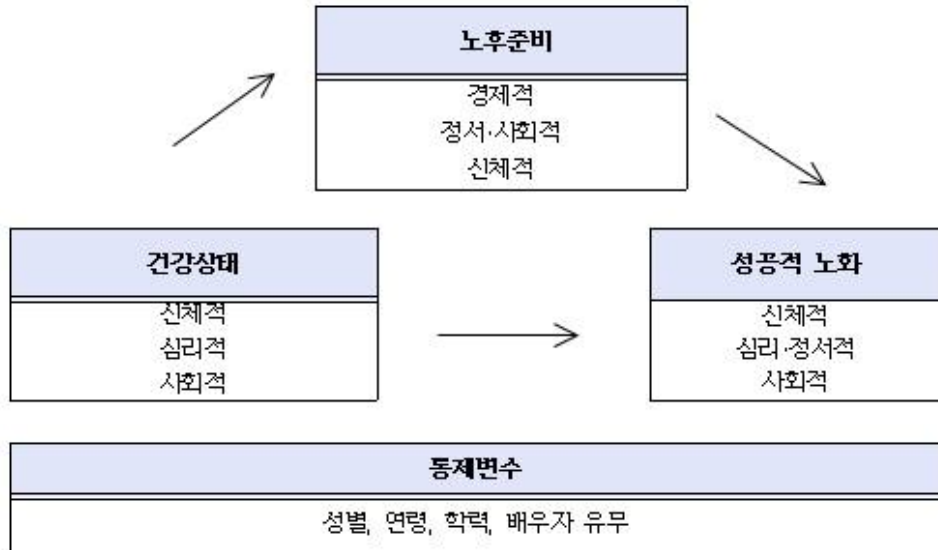 노후준비
경제적
정서·사회적
신체적
건강상태
신체적
심리적
사회적
성공적 노화
신체적
심리·정서적
사회적
통제변수
성별, 연령, 학력, 배우자 유무